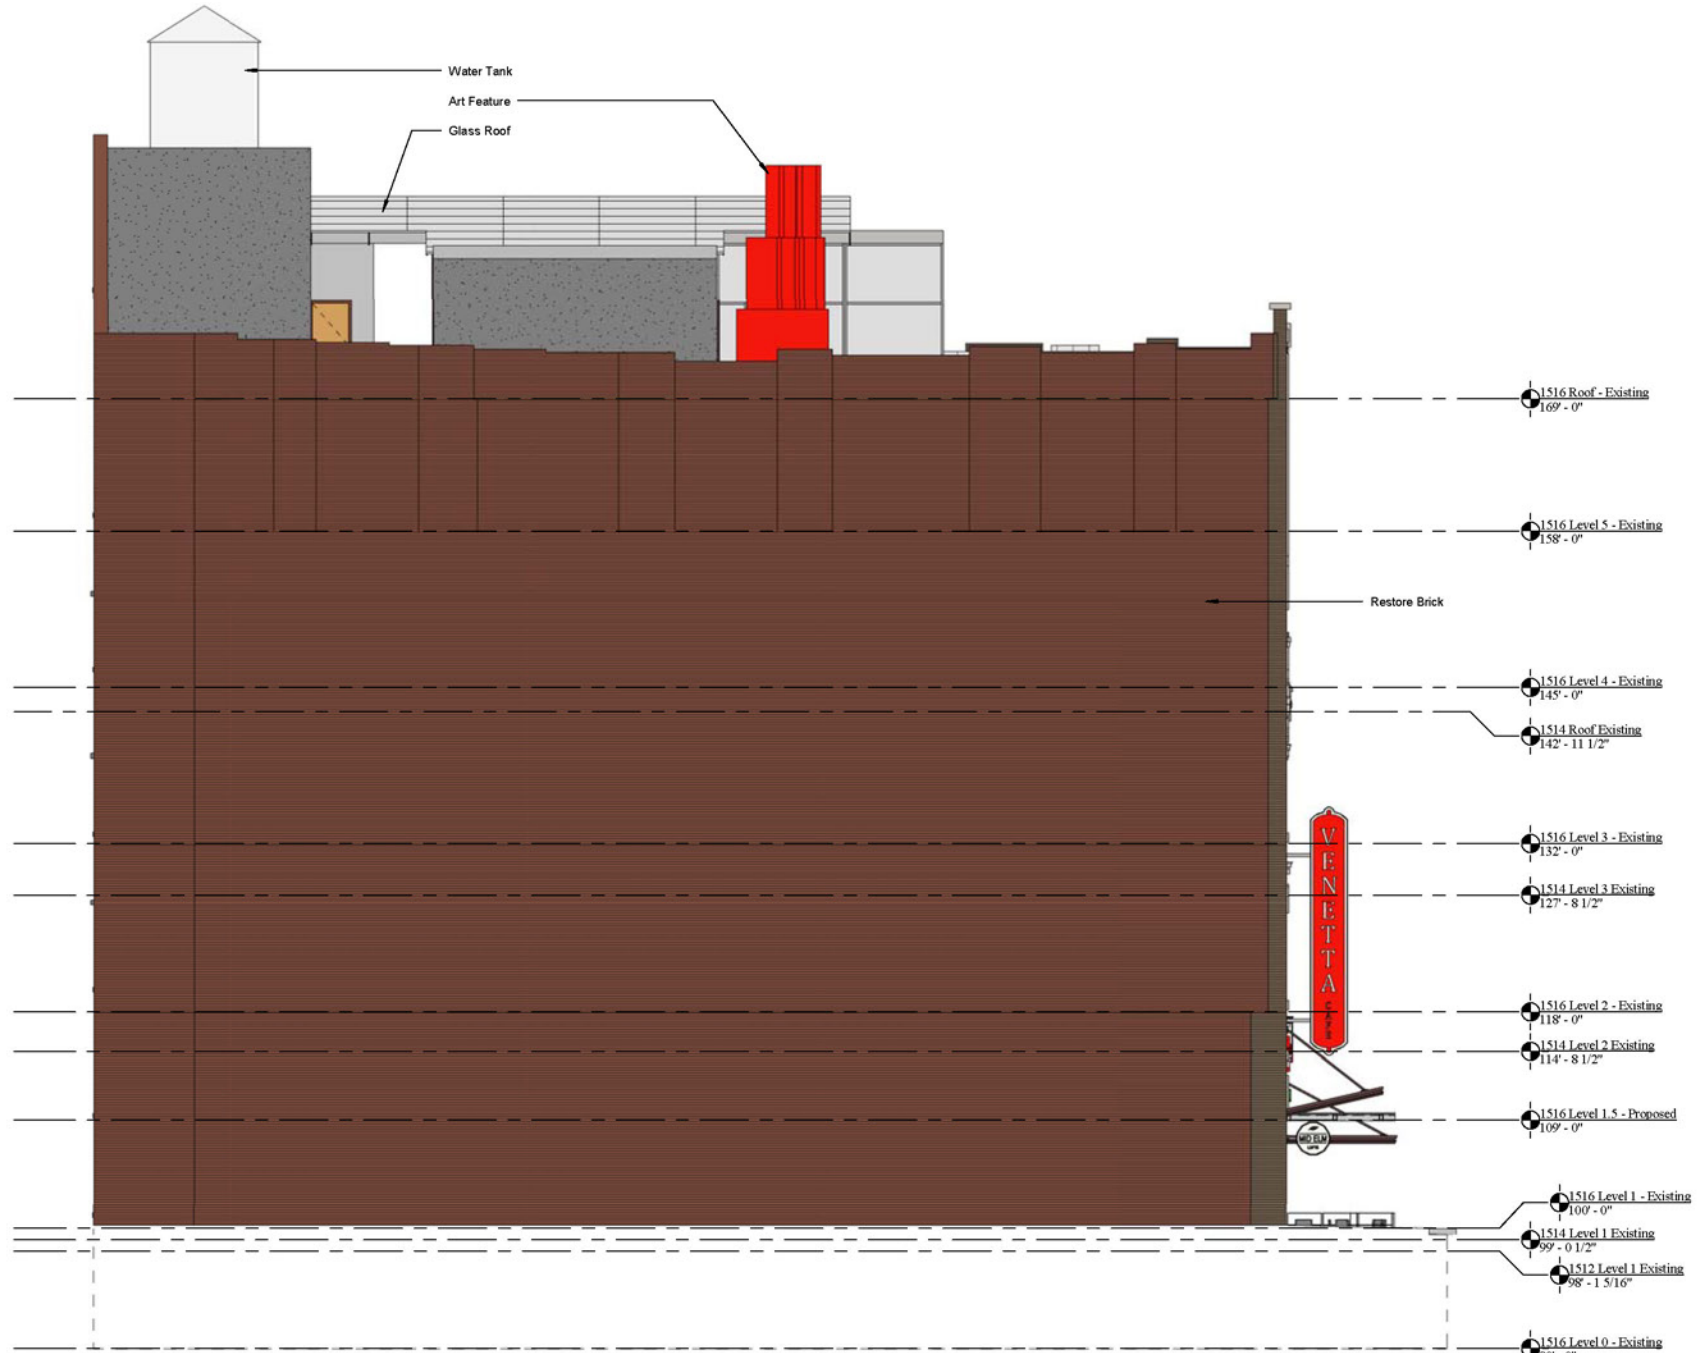 Water Tank
Art Feature
Glass Roof
1516 Roof - Existing
169' - 0"
1516 Level 5 - Existing
158' - 0"
Restore Brick
1516 Level 4 - Existing
145' - 0"
1514 Roof Existing
142' - 11 1/2"
1516 Level 3 - Existing
132' - 0"
1514 Level 3 Existing
127' - 8 1/2"
VENETTA
CAFE
1516 Level 2 - Existing
118' - 0"
1514 Level 2 Existing
114' - 8 1/2"
1516 Level 1.5 - Proposed
109' - 0"
MID ELM
1516 Level 1 - Existing
100' - 0"
1514 Level 1 Existing
99' - 0 1/2"
1512 Level 1 Existing
98' - 1 5/16"
1516 Level 0 - Existing